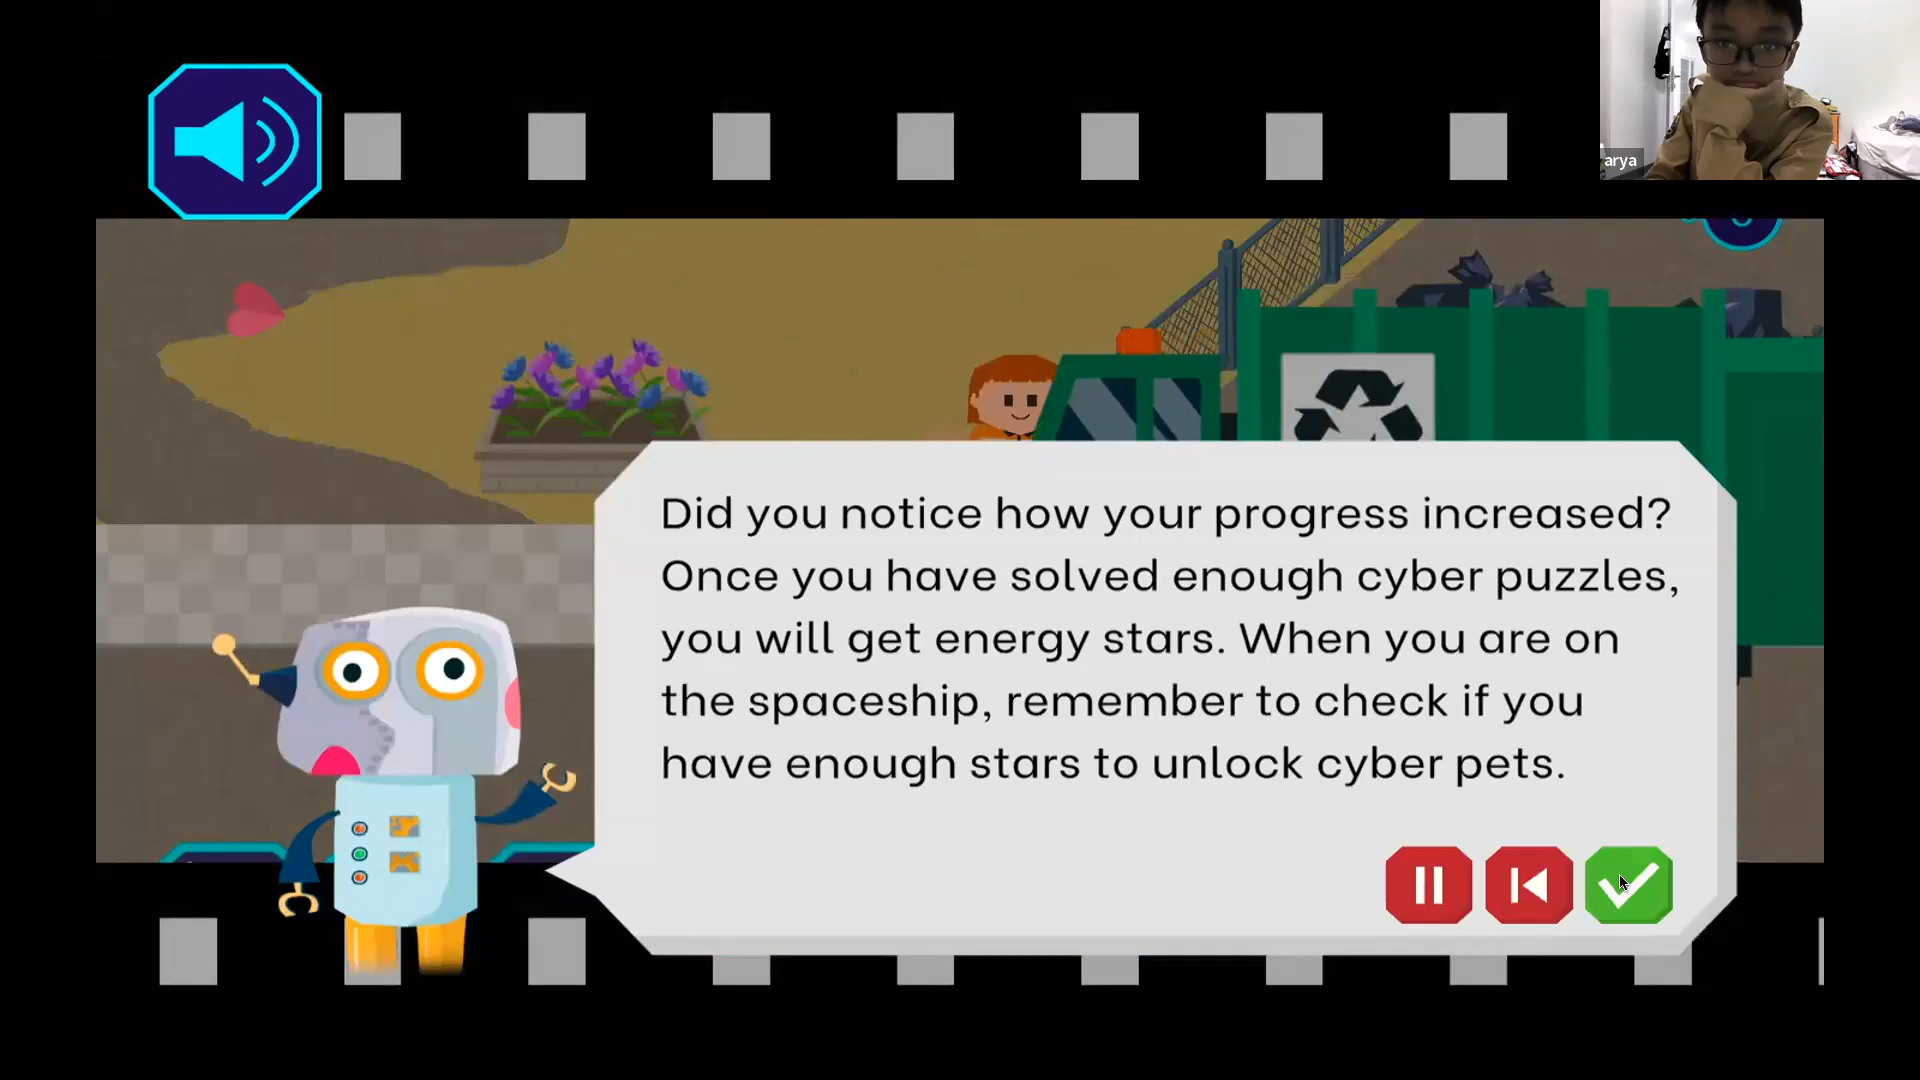 arya
Did you notice how your progress increased?
Once you have solved enough cyber puzzles,
you will get energy stars. When you are on
the spaceship, remember to check if you
have enough stars to unlock cyber pets.